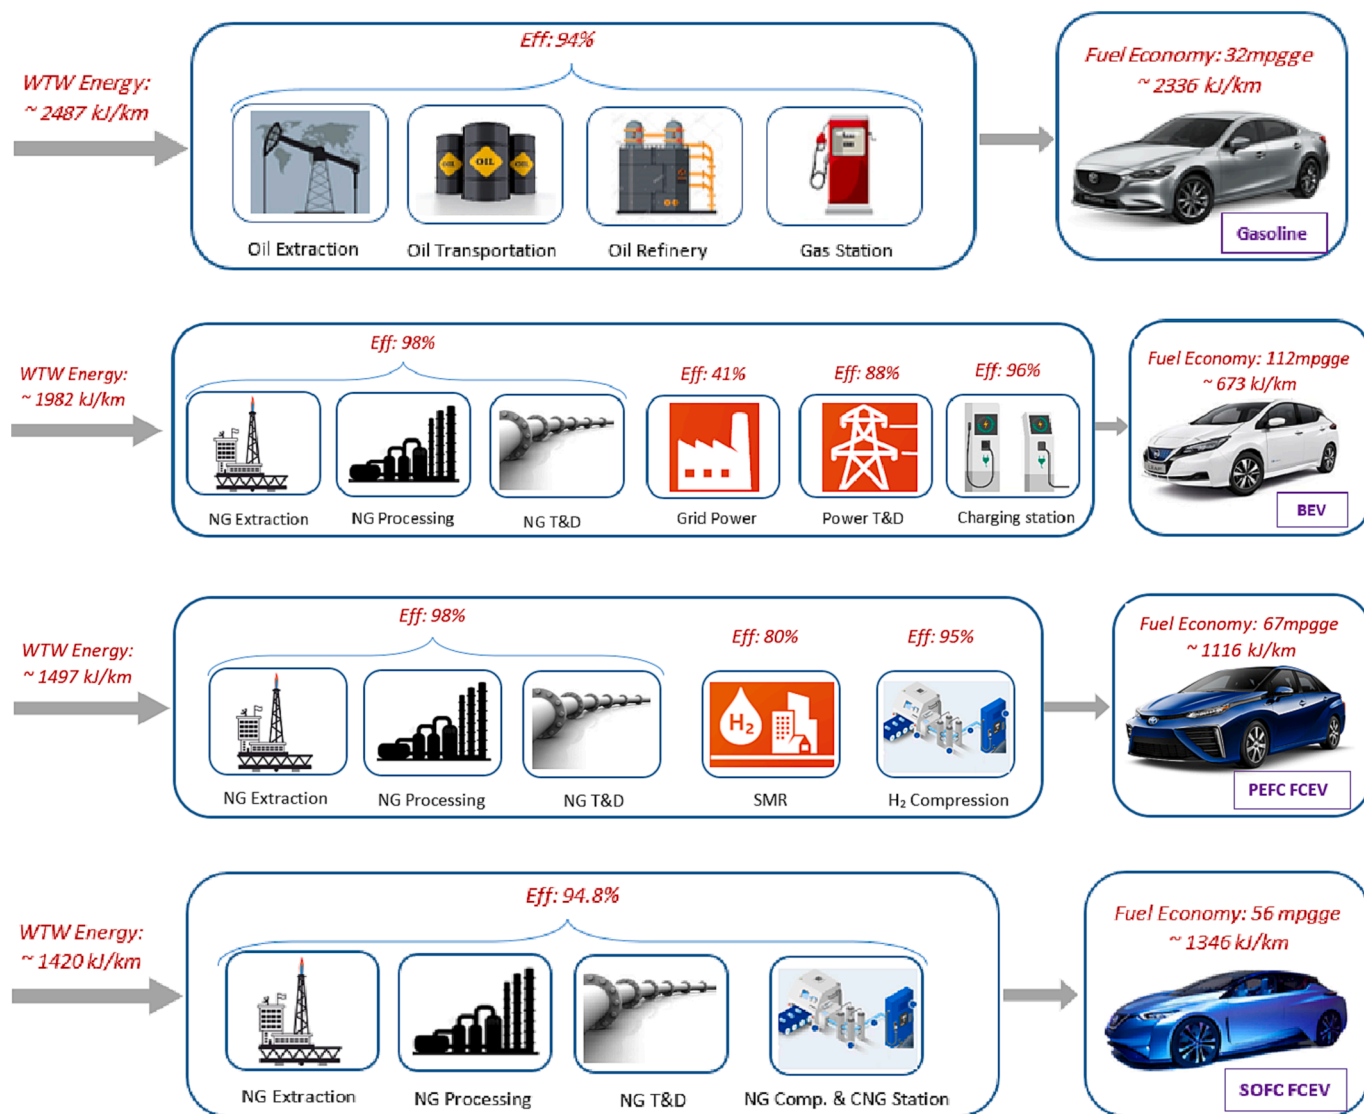 Eff: 94%
Fuel Economy: 32mpgge
~ 2336 kJ/km
WTW Energy:
~ 2487 kJ/km
OIL
Oil Extraction
Oil Transportation
Oil Refinery
Gas Station
Gasoline
Eff: 98%
Eff: 41%
Eff: 88%
Eff: 96%
Fuel Economy: 112mpgge
~ 673 kJ/km
WTW Energy:
~ 1982 kJ/km
NG Extraction
NG Processing
NG T&D
Grid Power
Power T&D
Charging station
BEV
Eff: 98%
Eff: 80%
Eff: 95%
Fuel Economy: 67mpgge
~ 1116 kJ/km
WTW Energy:
~ 1497 kJ/km
H₂
NG Extraction
NG Processing
NG T&D
SMR
H₂ Compression
PEFC FCEV
Eff: 94.8%
Fuel Economy: 56 mpgge
~ 1346 kJ/km
WTW Energy:
~ 1420 kJ/km
NG Extraction
NG Processing
NG T&D
NG Comp. & CNG Station
SOFC FCEV